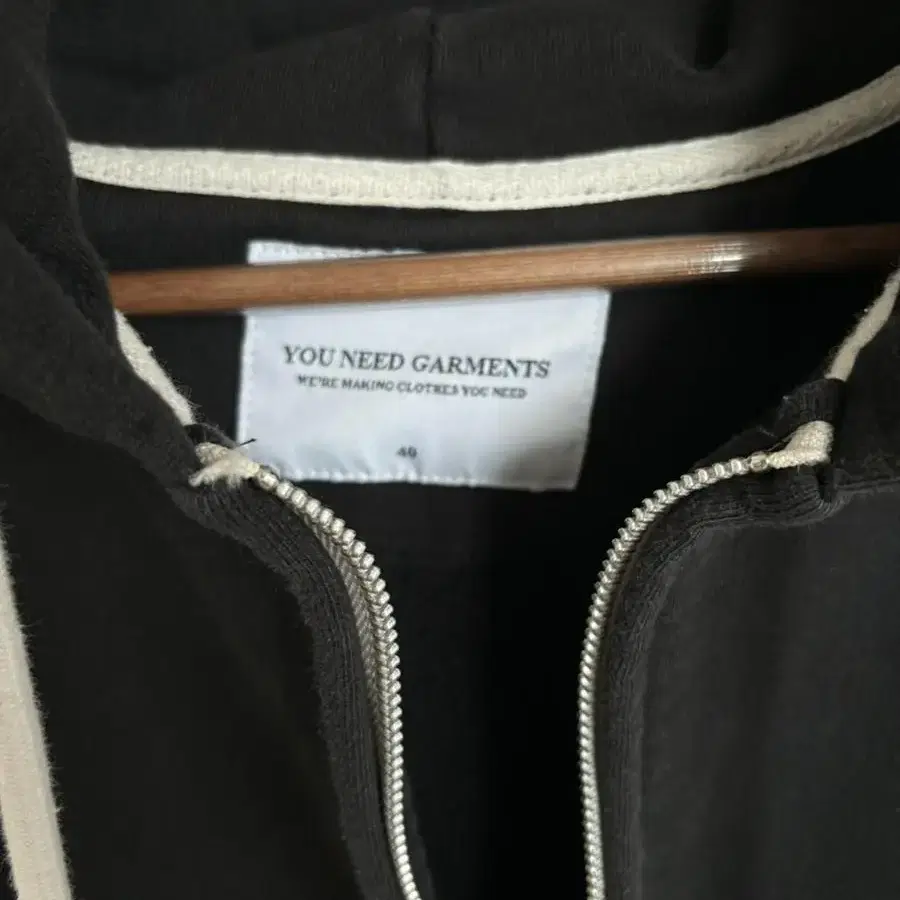 YOU NEED GARMENTS
WE'RE MAKING CLOTHES YOU NEED
46